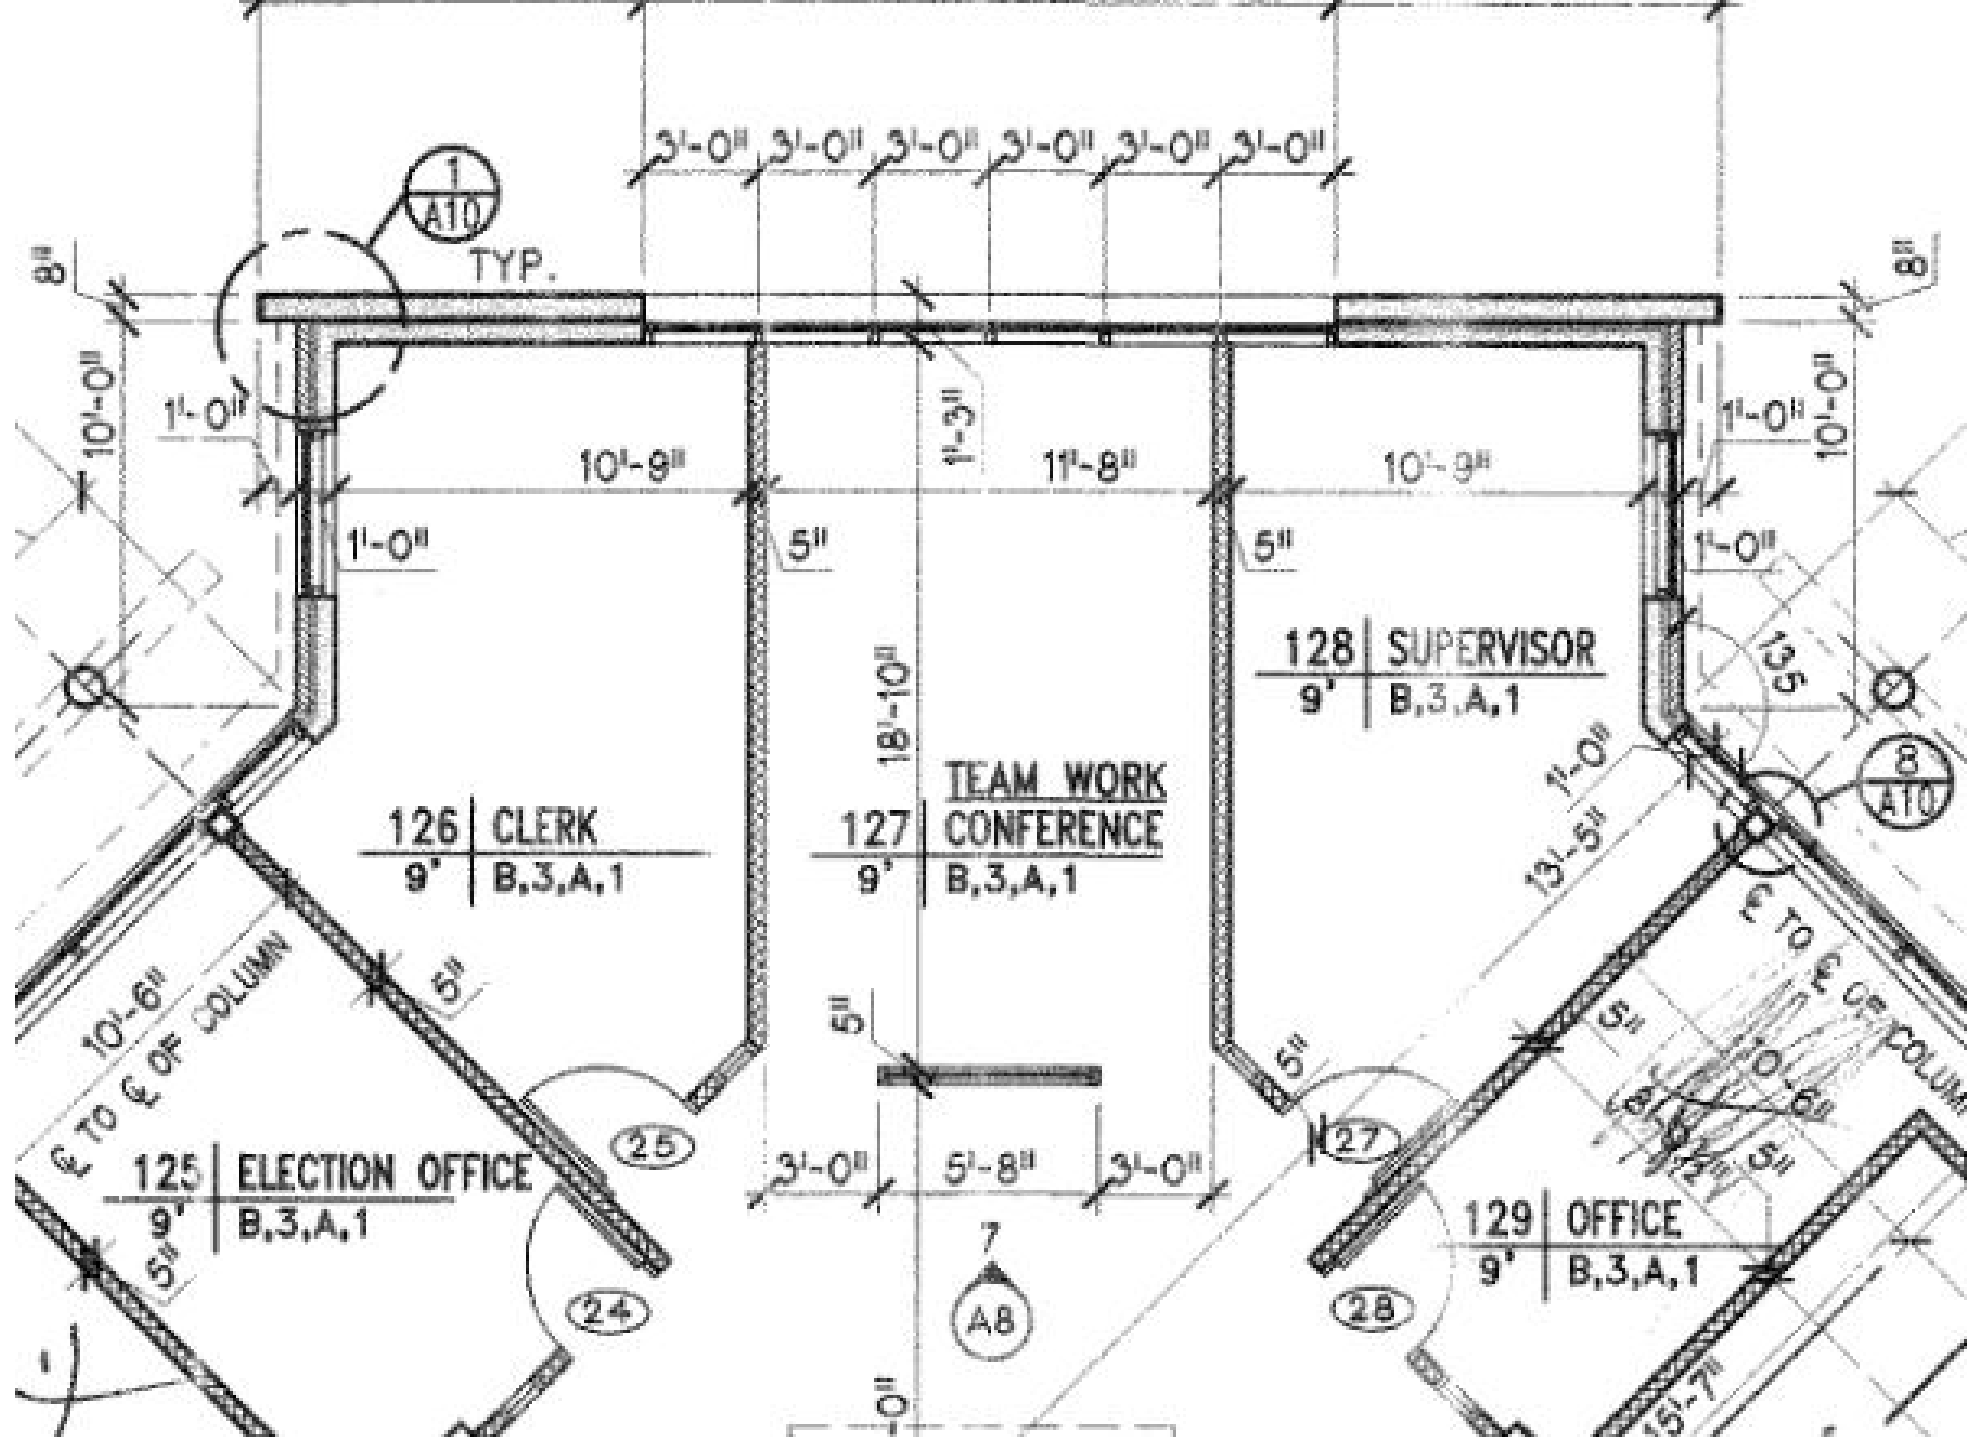 3'-0" 3'-0" 3'-0" 3'-0" 3'-0" 3'-0"
1
A10
TYP.
8"
8"
10'-0"
1'-0"
10'-9"
1'-3"
11'-8"
10'-9"
1'-0"
10'-0"
1'-0"
5"
5"
1'-0"
128 SUPERVISOR
9' B,3,A,1
135
18'-10"
1'-0"
8
A10
TEAM WORK
126 CLERK
9' B,3,A,1
127 CONFERENCE
9' B,3,A,1
13'-5"
10'-6"
℄ TO ℄ OF COLUMN
5"
5"
5"
5"
℄ TO ℄ OF COLUM
25
27
3'-0" 5'-8" 3'-0"
5"
125 ELECTION OFFICE
9' B,3,A,1
5"
129 OFFICE
9' B,3,A,1
24
7
A8
28
-0"
15'-7"